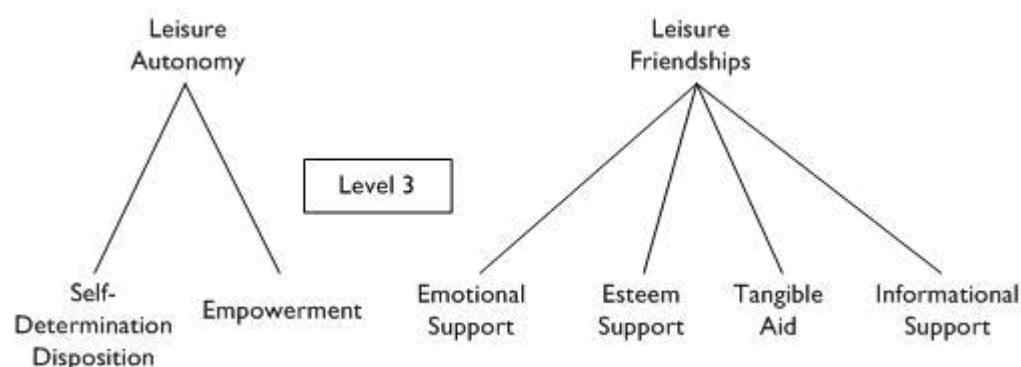 Leisure
Autonomy
Leisure
Friendships
Level 3
Self-
Determination
Disposition
Empowerment
Emotional
Support
Esteem
Support
Tangible
Aid
Informational
Support